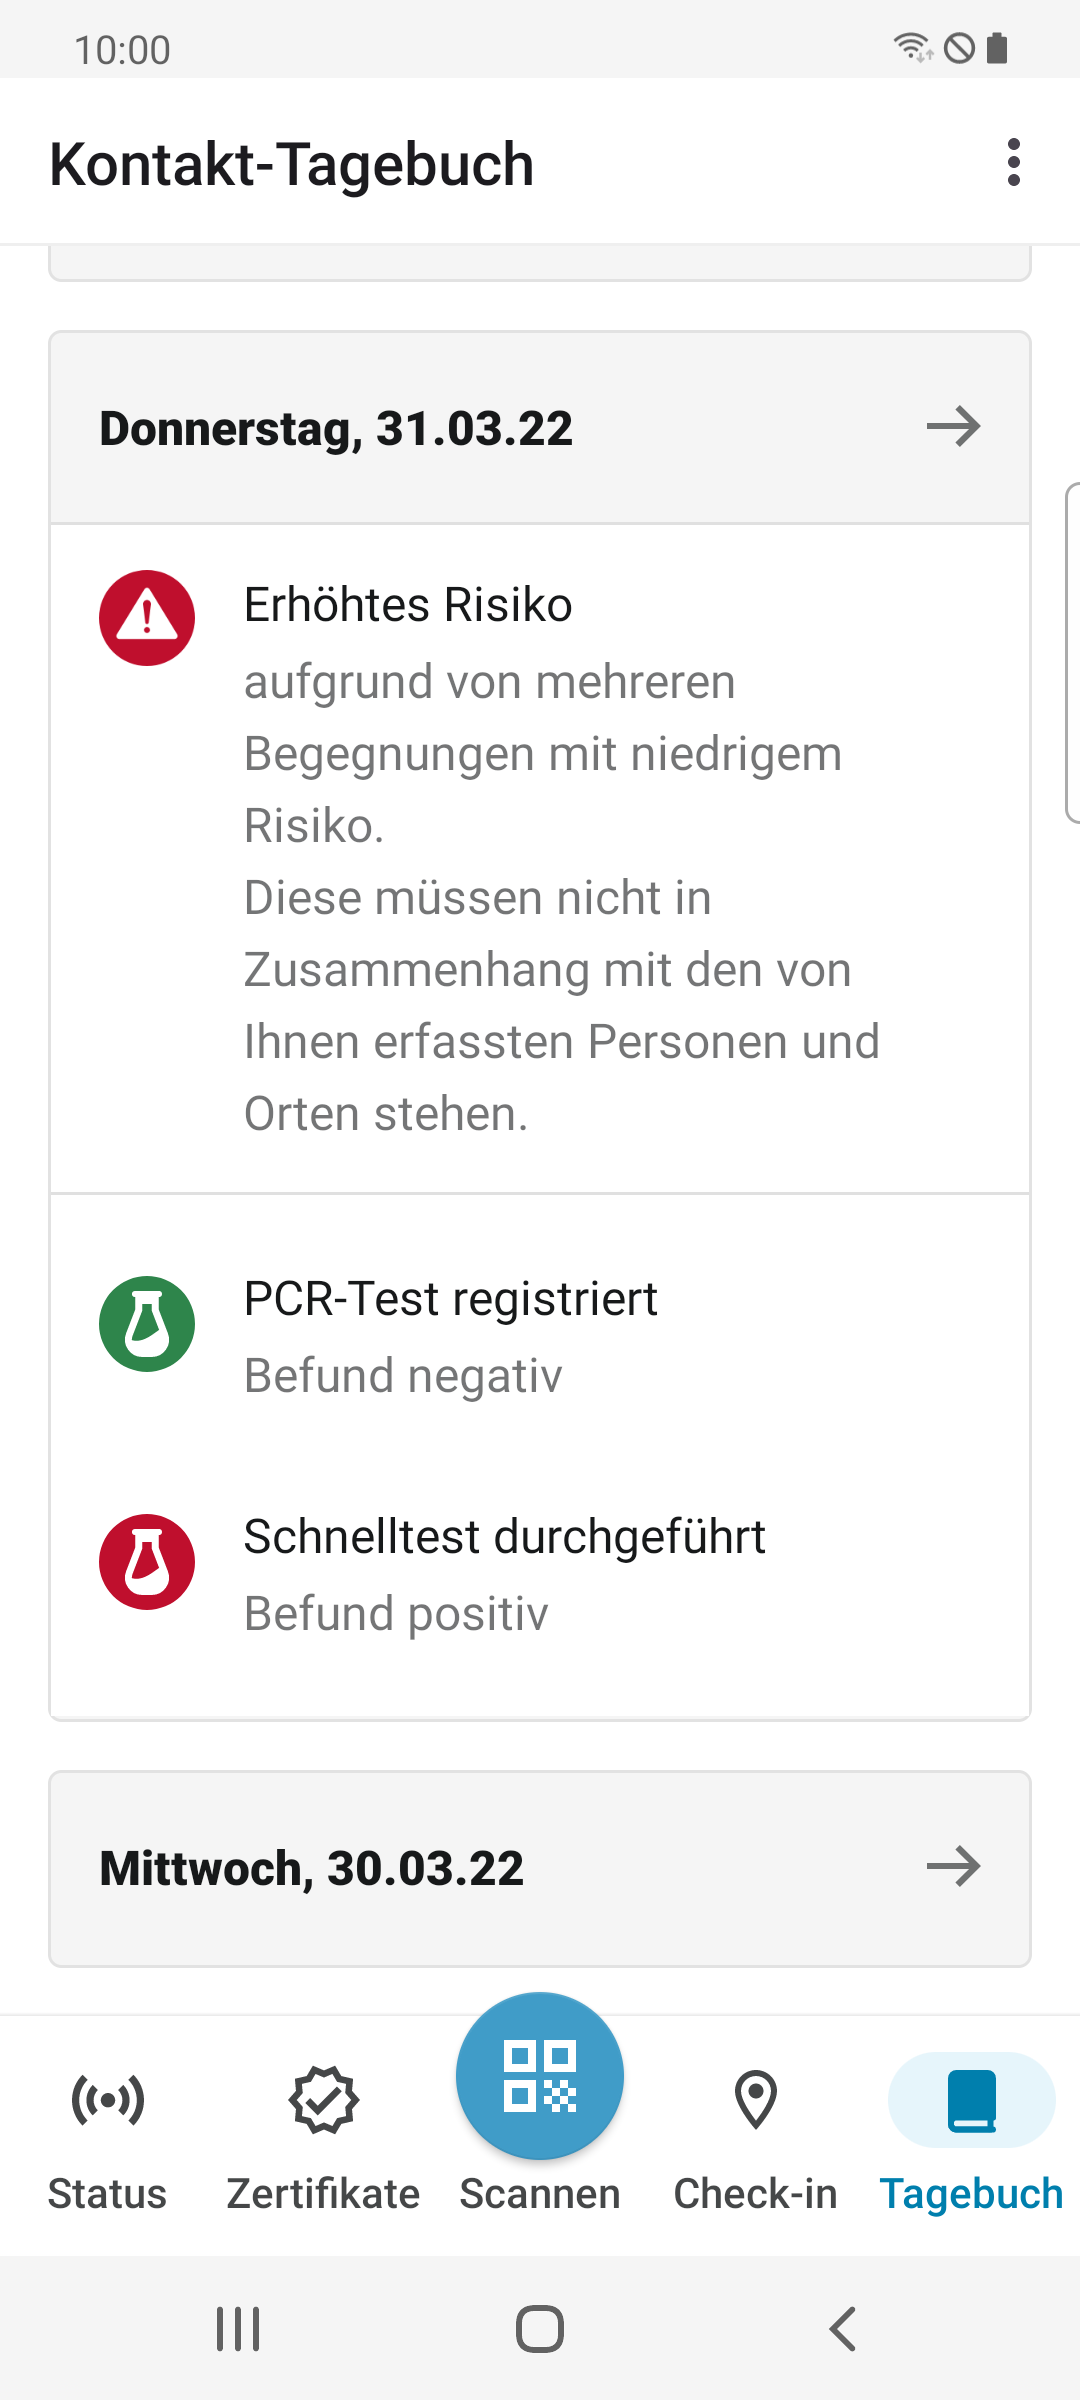 10:00
Kontakt-Tagebuch
Donnerstag, 31.03.22
Erhöhtes Risiko
aufgrund von mehreren
Begegnungen mit niedrigem
Risiko.
Diese müssen nicht in
Zusammenhang mit den von
Ihnen erfassten Personen und
Orten stehen.
PCR-Test registriert
Befund negativ
Schnelltest durchgeführt
Befund positiv
Mittwoch, 30.03.22
Status
Zertifikate
Scannen
Check-in
Tagebuch